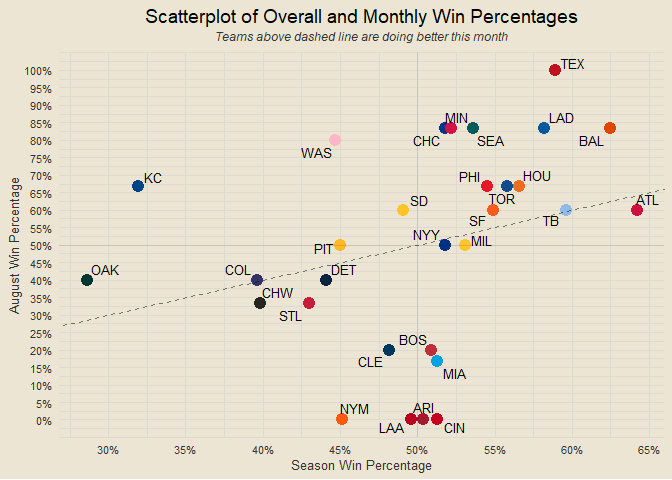 Scatterplot of Overall and Monthly Win Percentages
Teams above dashed line are doing better this month
100%
95%
90%
85%
80%
75%
70%
65%
60%
55%
50%
45%
40%
35%
30%
25%
20%
15%
10%
5%
0%
August Win Percentage
TEX
MIN
LAD
CHC
SEA
BAL
WAS
KC
PHI
HOU
SD
TOR
ATL
SF
TB
NYY
MIL
PIT
OAK
COL
DET
CHW
STL
BOS
CLE
MIA
NYM
ARI
LAA
CIN
30%
35%
40%
45%
50%
55%
60%
65%
Season Win Percentage